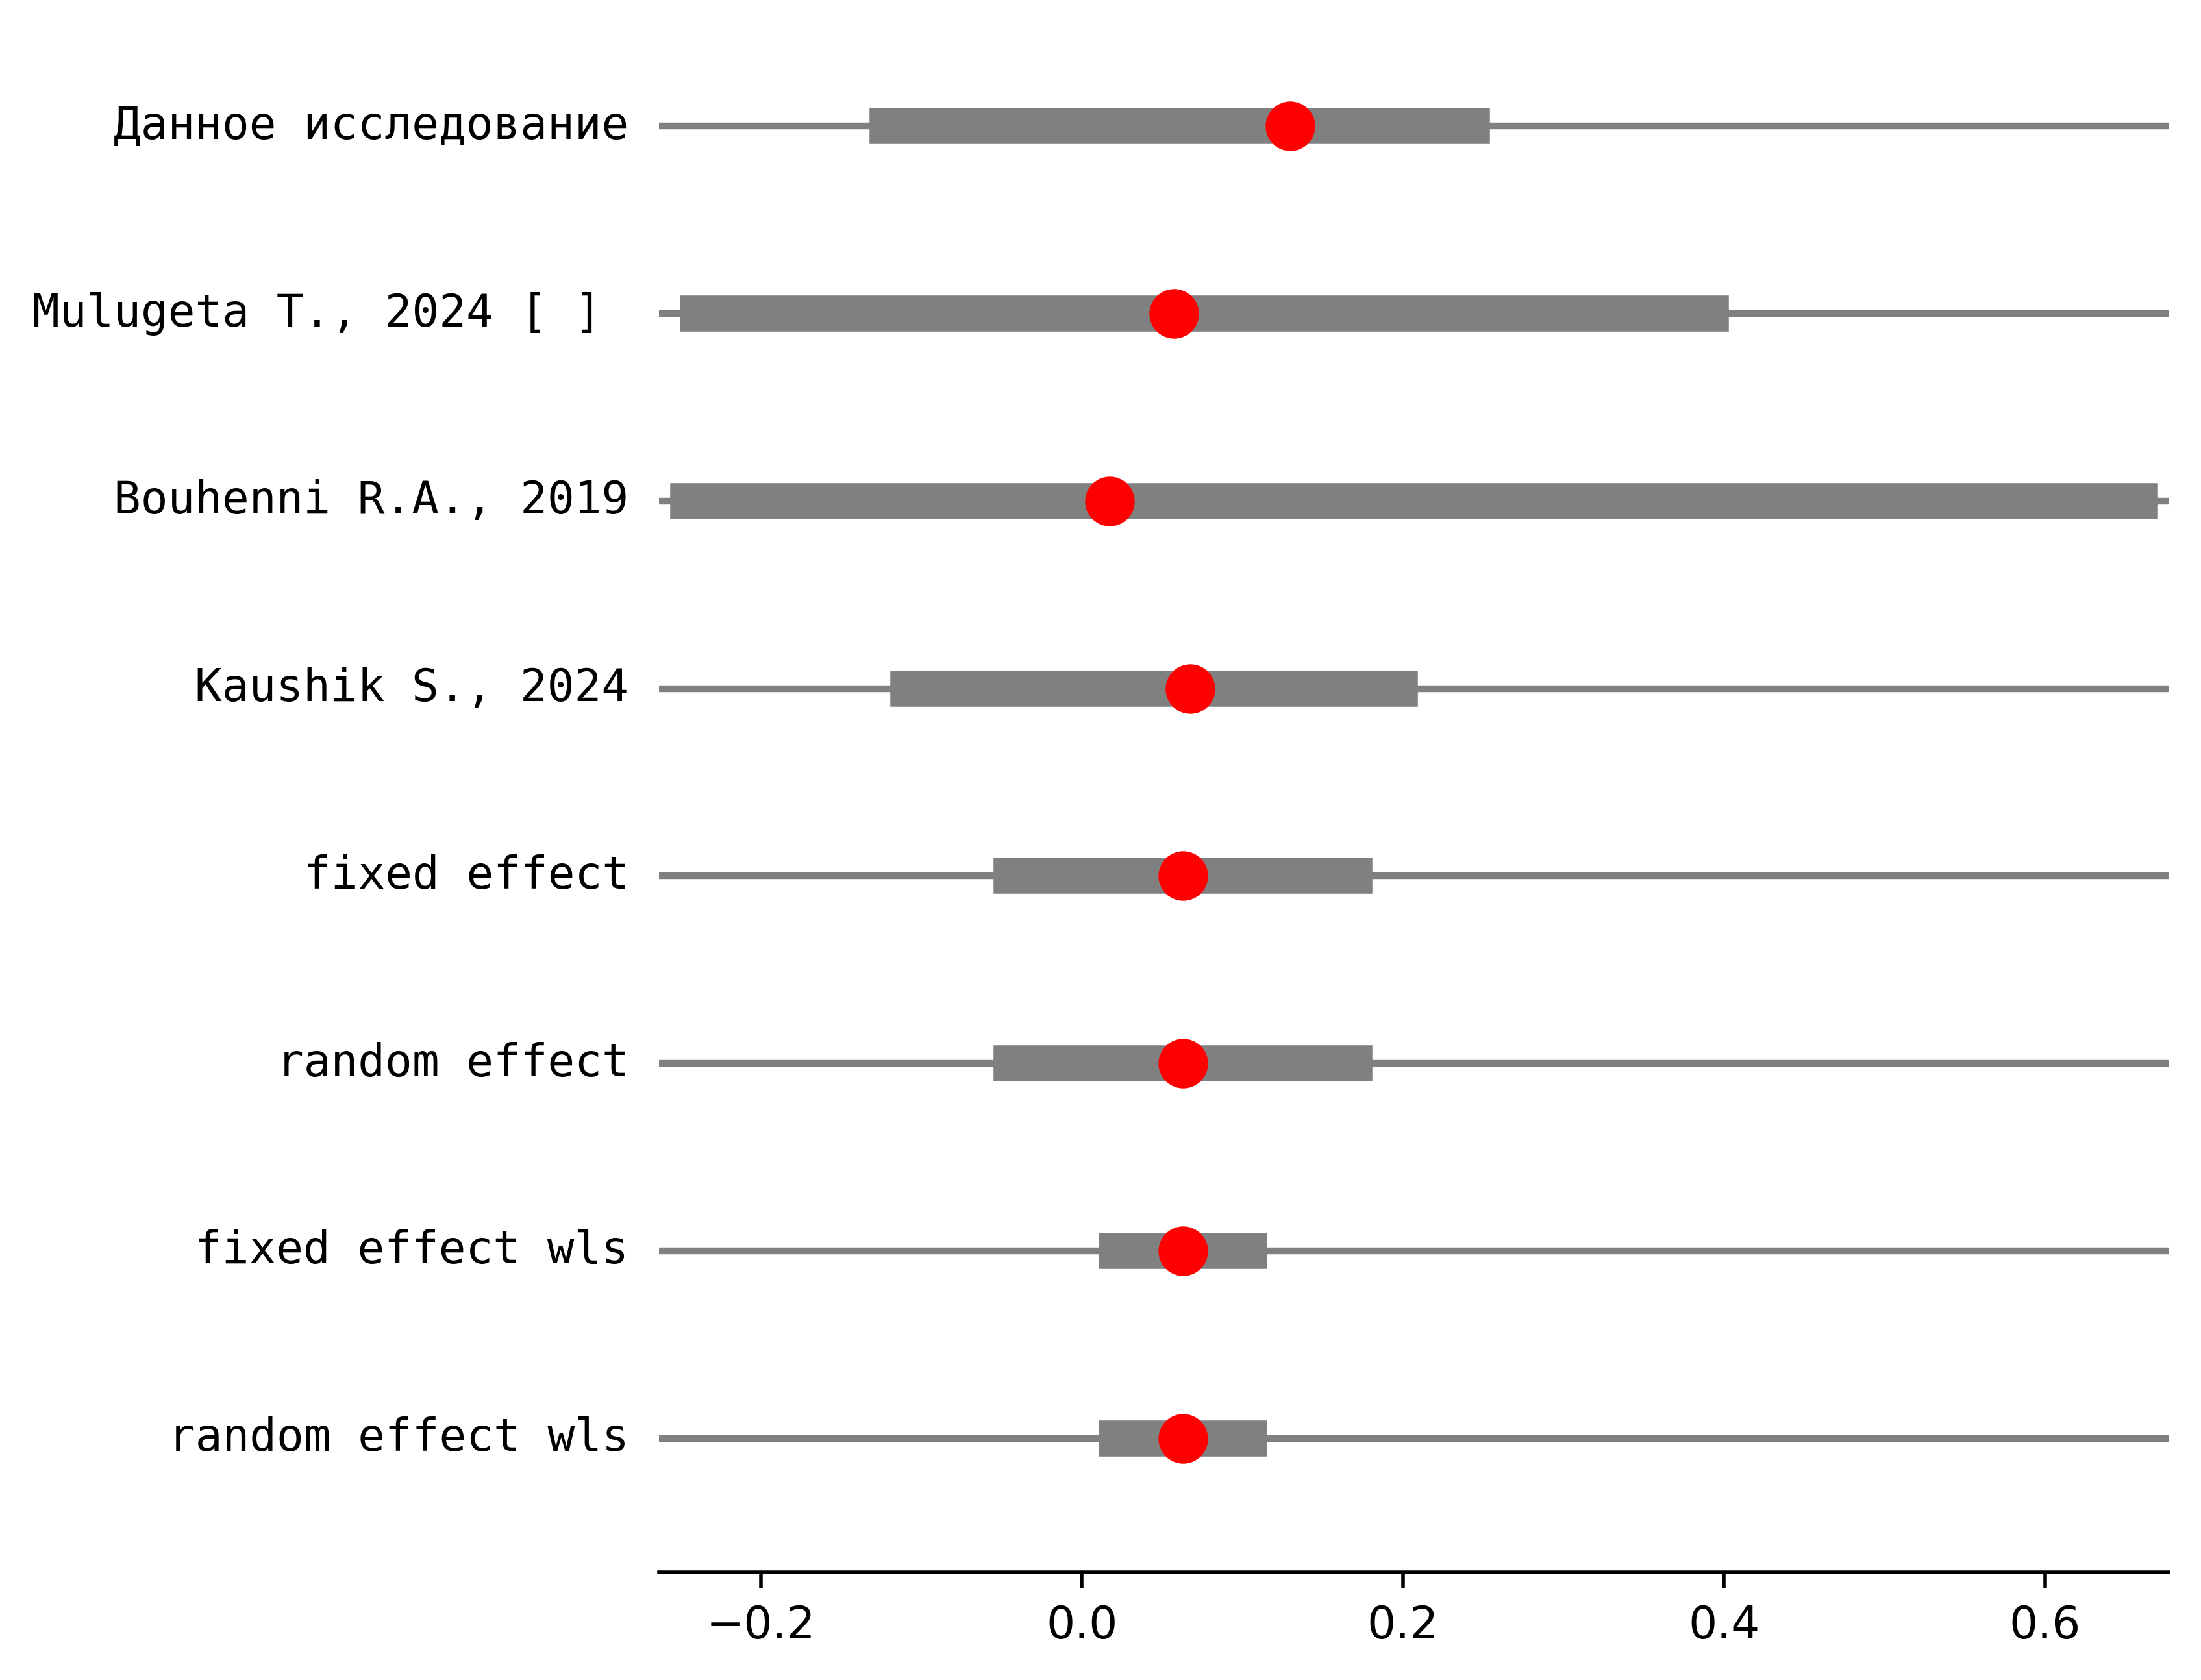 Данное исследование
Mulugeta T., 2024 [ ]
Bouhenni R.A., 2019
Kaushik S., 2024
fixed effect
random effect
fixed effect wls
random effect wls
−0.2 0.0 0.2 0.4 0.6